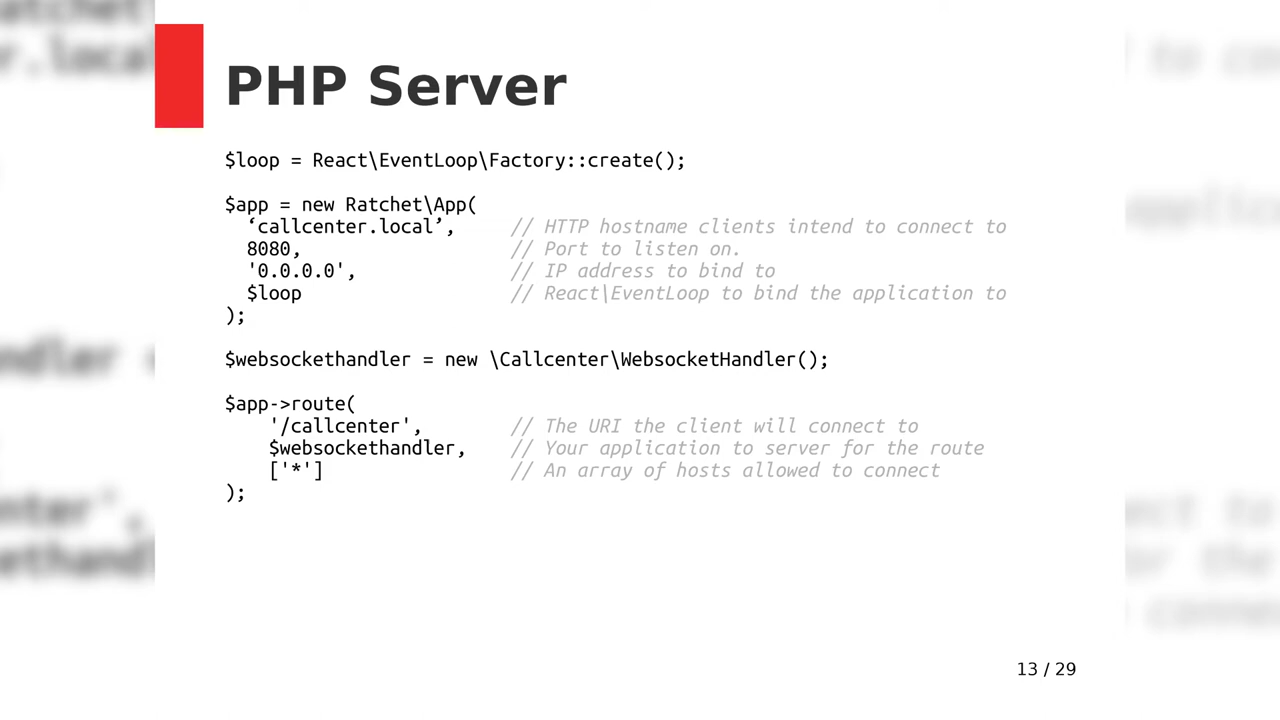 PHP Server
$loop = React\EventLoop\Factory::create();
$app = new Ratchet\App(
‘callcenter.local’, // HTTP hostname clients intend to connect to
8080, // Port to listen on.
'0.0.0.0', // IP address to bind to
$loop // React\EventLoop to bind the application to
);
$websockethandler = new \Callcenter\WebsocketHandler();
$app->route(
'/callcenter', // The URI the client will connect to
$websockethandler, // Your application to server for the route
['*'] // An array of hosts allowed to connect
);
13 / 29